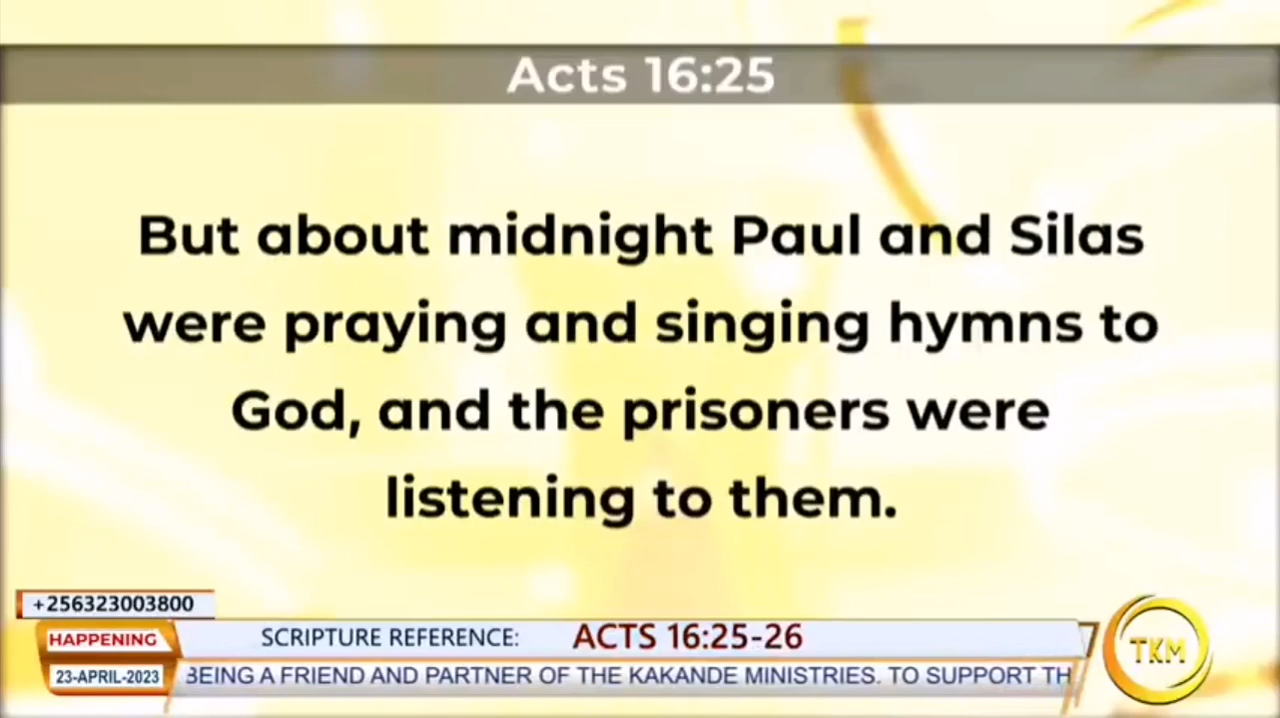 Acts 16:25
But about midnight Paul and Silas
were praying and singing hymns to
God, and the prisoners were
listening to them.
+256323003800
HAPPENING
SCRIPTURE REFERENCE: ACTS 16:25-26
23-APRIL-2023
BEING A FRIEND AND PARTNER OF THE KAKANDE MINISTRIES. TO SUPPORT TH
TKM